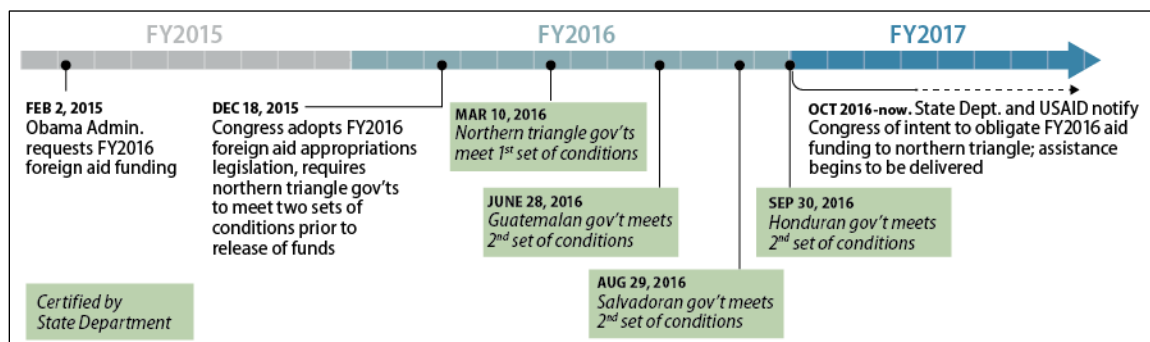 FY2015
FY2016
FY2017
FEB 2, 2015
Obama Admin.
requests FY2016
foreign aid funding
DEC 18, 2015
Congress adopts FY2016
foreign aid appropriations
legislation, requires
northern triangle gov'ts
to meet two sets of
conditions prior to
release of funds
MAR 10, 2016
Northern triangle gov'ts
meet 1st set of conditions
JUNE 28, 2016
Guatemalan gov't meets
2nd set of conditions
AUG 29, 2016
Salvadoran gov't meets
2nd set of conditions
SEP 30, 2016
Honduran gov't meets
2nd set of conditions
OCT 2016-now. State Dept. and USAID notify
Congress of intent to obligate FY2016 aid
funding to northern triangle; assistance
begins to be delivered
Certified by
State Department